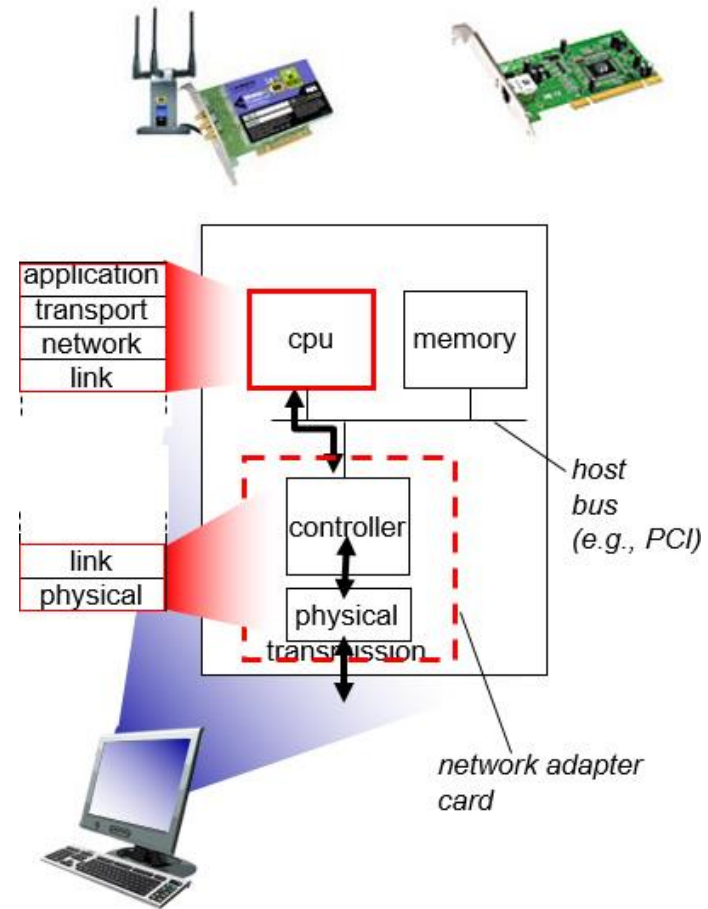 application
transport
network
link
cpu
memory
host
bus
(e.g., PCI)
controller
link
physical
physical
transmission
network adapter
card